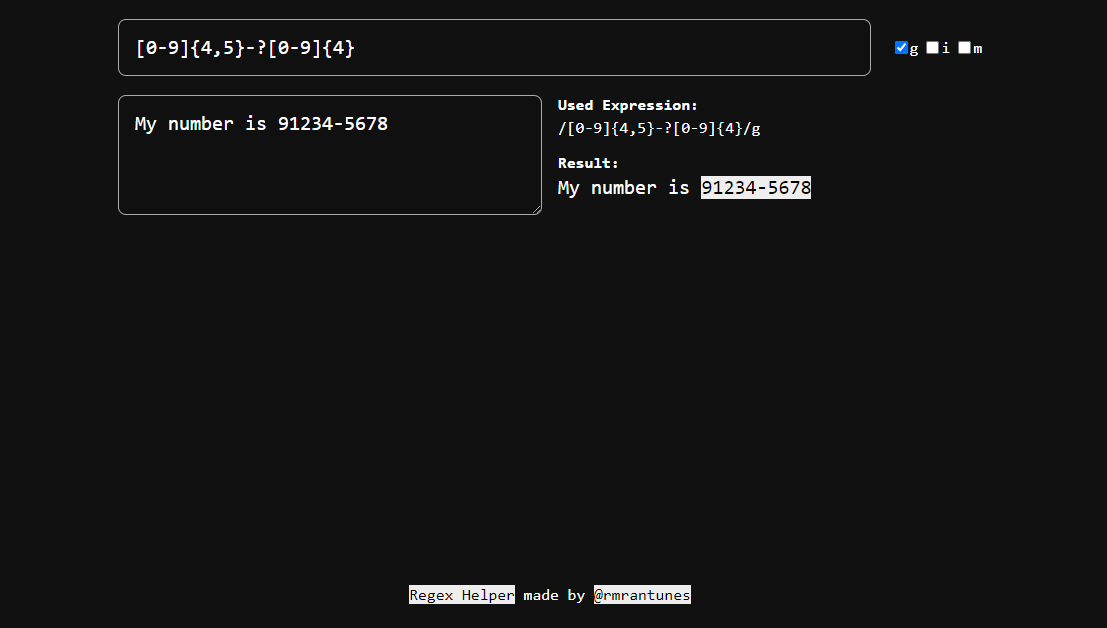 [0-9]{4,5}-?[0-9]{4}
g i m
My number is 91234-5678
Used Expression:
/[0-9]{4,5}-?[0-9]{4}/g
Result:
My number is 91234-5678
Regex Helper made by @rmrantunes